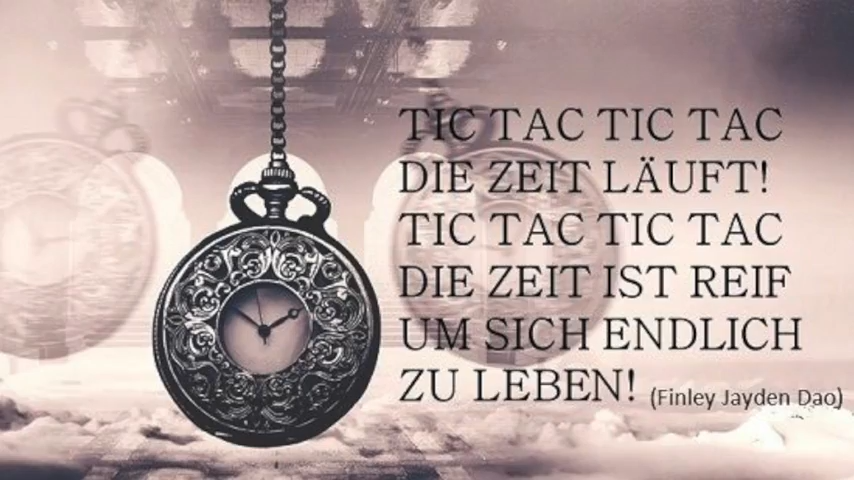 TIC TAC TIC TAC
DIE ZEIT LÄUFT!
TIC TAC TIC TAC
DIE ZEIT IST REIF
UM SICH ENDLICH
ZU LEBEN! (Finley Jayden Dao)